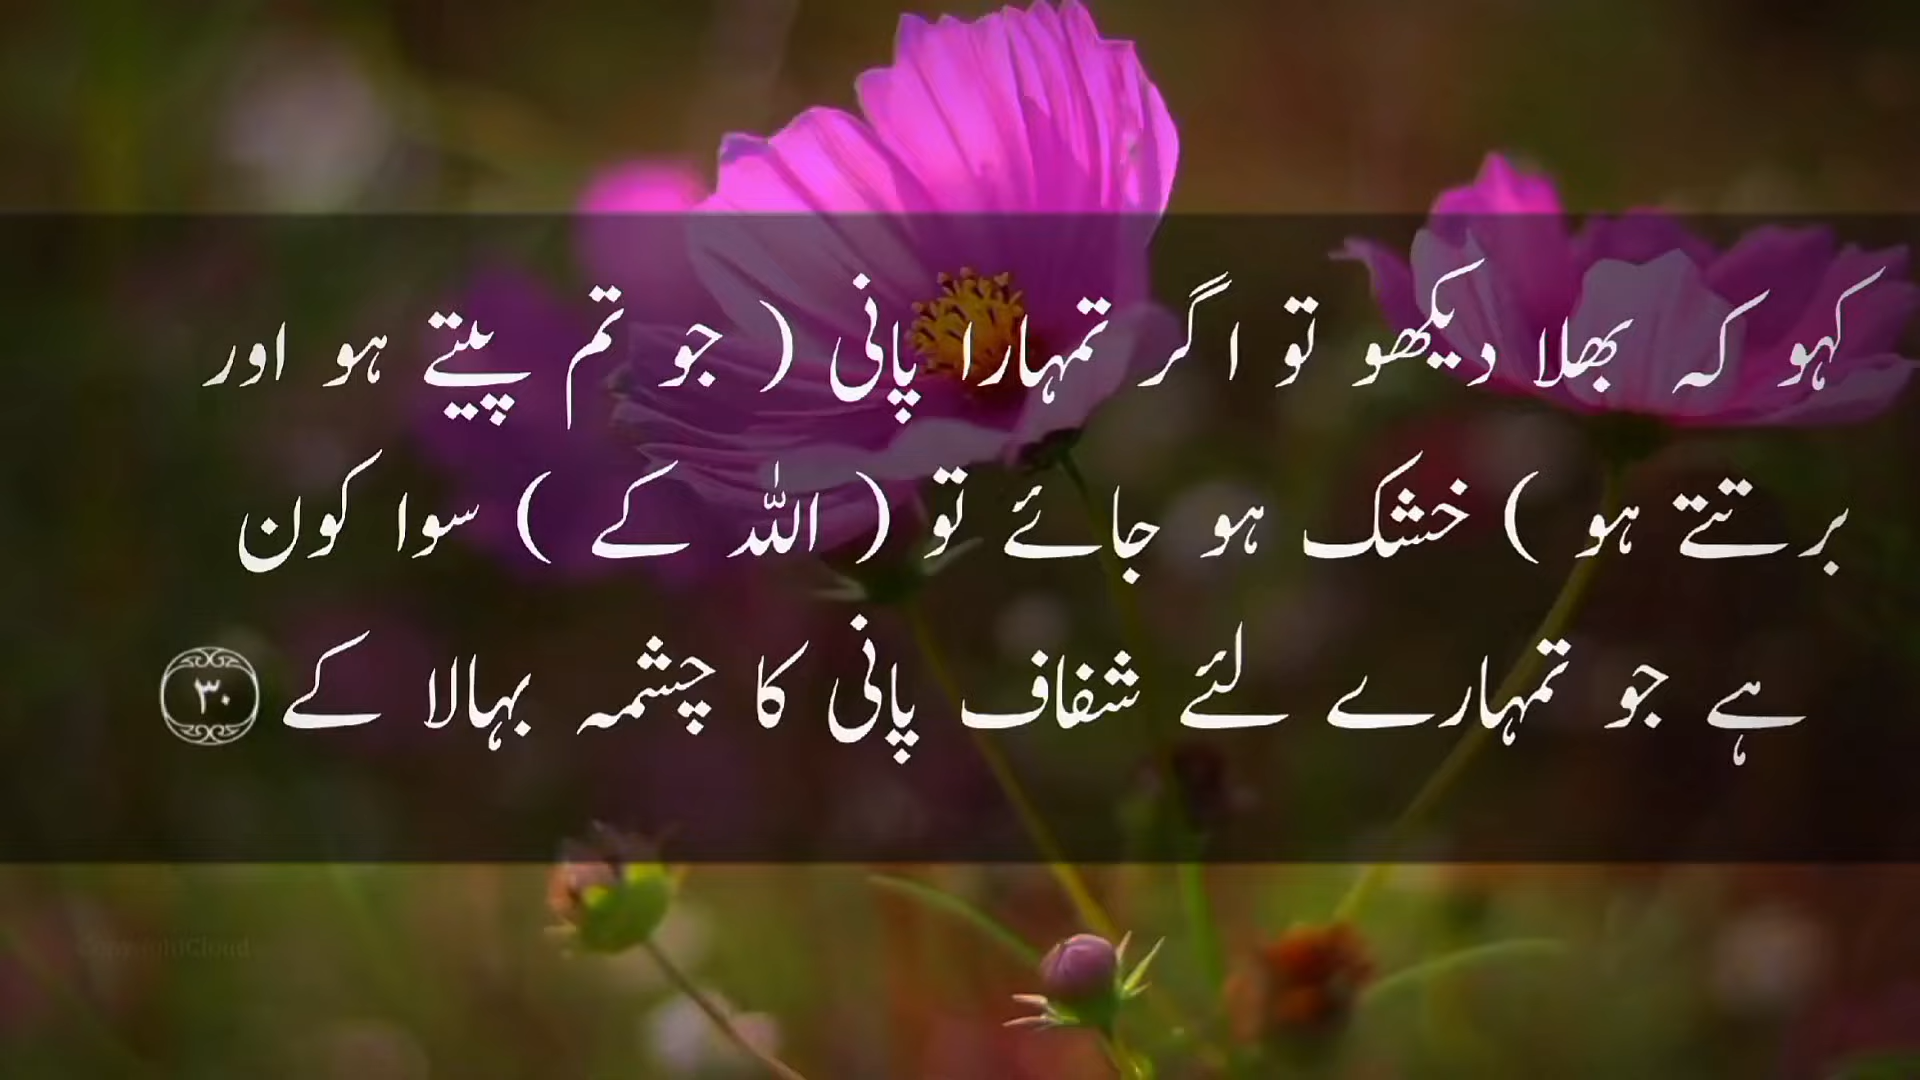 کہو کہ بھلا دیکھو تو اگر تمہارا پانی ( جو تم پیتے ہو اور
برتتے ہو ) خشک ہو جائے تو ( اللہ کے ) سوا کون
ہے جو تمہارے لئے شفاف پانی کا چشمہ بہالا کے ۳۰